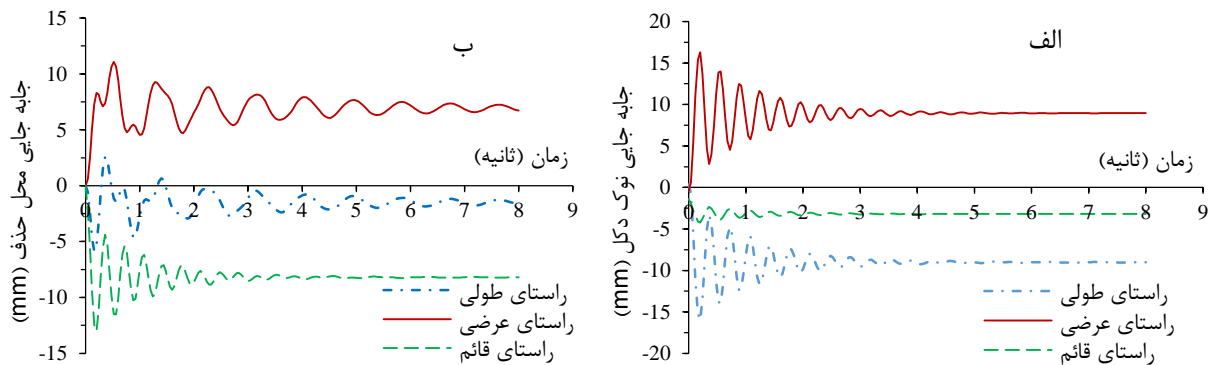 ب
جابه جایی محل حذف (mm)
15
10
5
0
-5
-10
-15
زمان (ثانیه)
0 1 2 3 4 5 6 7 8 9
راستای طولی
راستای عرضی
راستای قائم
الف
جابه جایی نوک دکل (mm)
20
15
10
5
0
-5
-10
-15
-20
زمان (ثانیه)
0 1 2 3 4 5 6 7 8 9
راستای طولی
راستای عرضی
راستای قائم